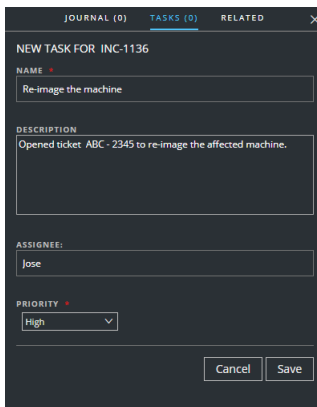 JOURNAL (0) TASKS (0) RELATED
NEW TASK FOR INC-1136
NAME *
Re-image the machine
DESCRIPTION
Opened ticket ABC - 2345 to re-image the affected machine.
ASSIGNEE:
Jose
PRIORITY *
High
Cancel Save